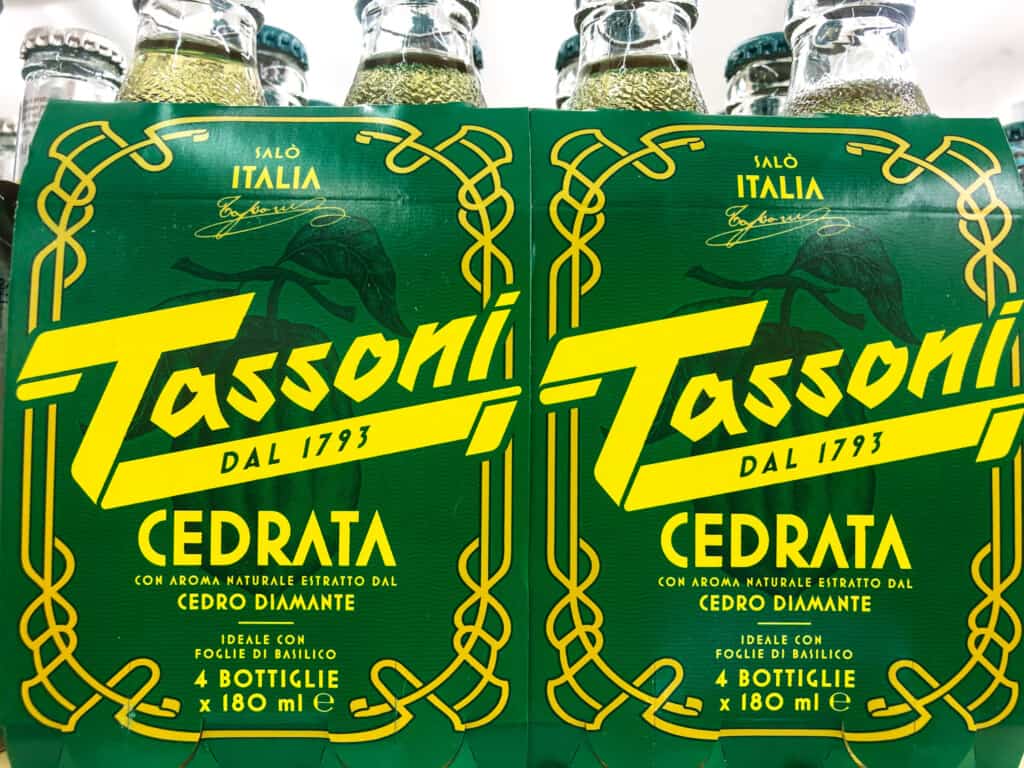 SALÒ
ITALIA
Tassoni
Tassoni
DAL 1793
CEDRATA
CON AROMA NATURALE ESTRATTO DAL
CEDRO DIAMANTE
IDEALE CON
FOGLIE DI BASILICO
4 BOTTIGLIE
x 180 ml ℮
SALÒ
ITALIA
Tassoni
Tassoni
DAL 1793
CEDRATA
CON AROMA NATURALE ESTRATTO DAL
CEDRO DIAMANTE
IDEALE CON
FOGLIE DI BASILICO
4 BOTTIGLIE
x 180 ml ℮